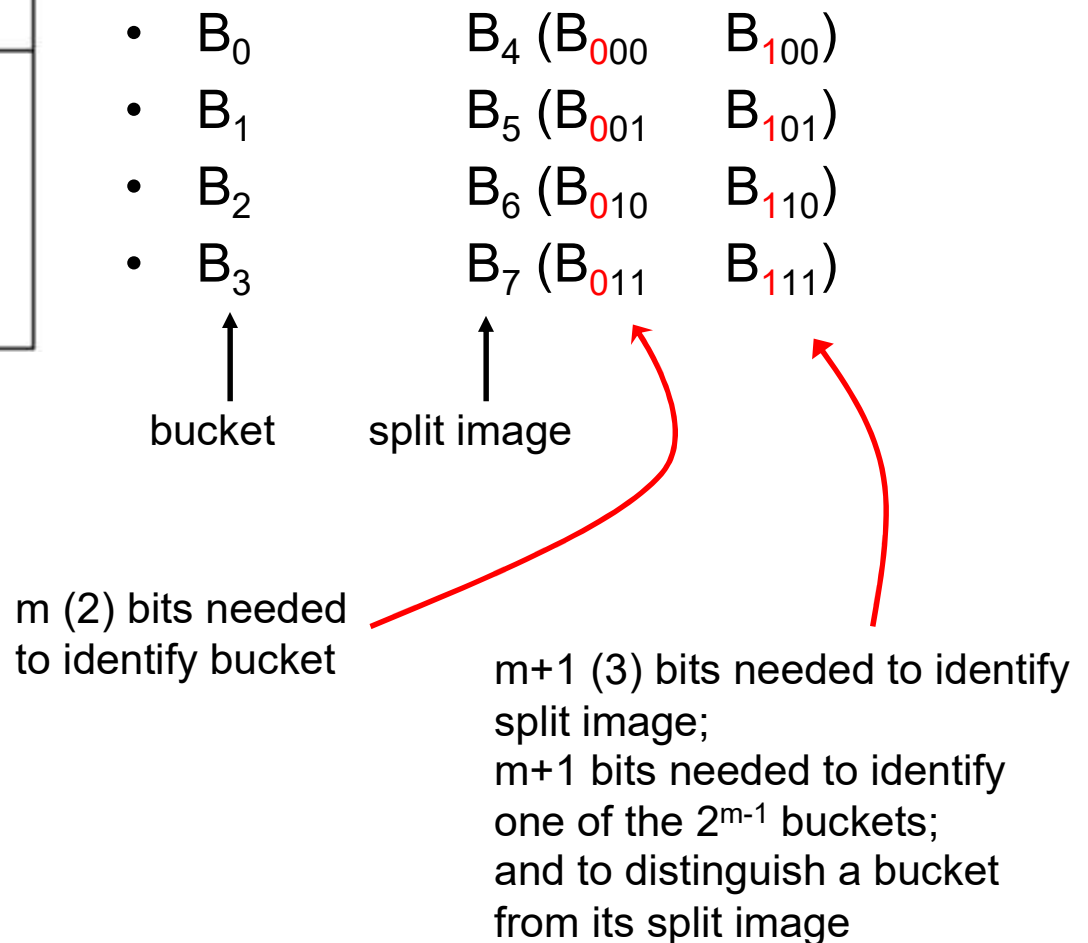 • B₀ B₄ (B₀₀₀ B₁₀₀)
• B₁ B₅ (B₀₀₁ B₁₀₁)
• B₂ B₆ (B₀₁₀ B₁₁₀)
• B₃ B₇ (B₀₁₁ B₁₁₁)
bucket split image
m (2) bits needed
to identify bucket
m+1 (3) bits needed to identify
split image;
m+1 bits needed to identify
one of the 2ᵐ⁻¹ buckets;
and to distinguish a bucket
from its split image